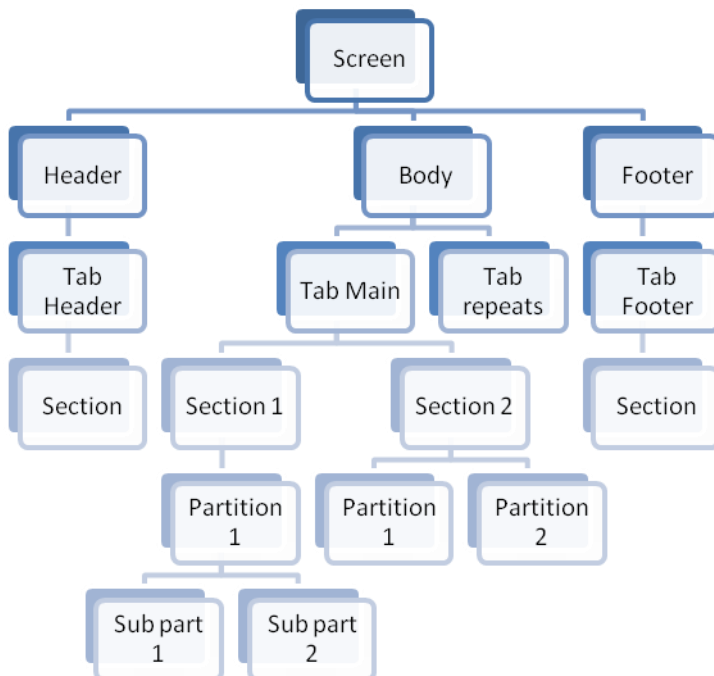 Screen
Header
Body
Footer
Tab
Header
Tab Main
Tab
repeats
Tab
Footer
Section
Section 1
Section 2
Section
Partition
1
Partition
1
Partition
2
Sub part
1
Sub part
2